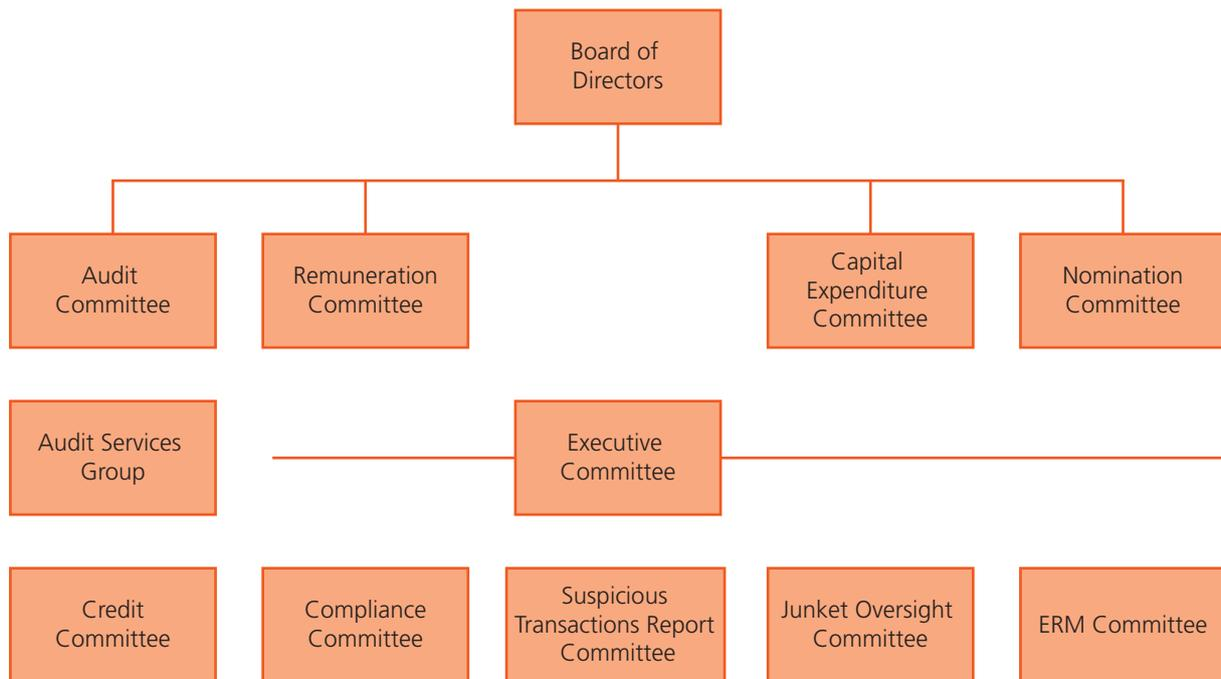 Board of
Directors
Audit
Committee
Remuneration
Committee
Capital
Expenditure
Committee
Nomination
Committee
Audit Services
Group
Executive
Committee
Credit
Committee
Compliance
Committee
Suspicious
Transactions Report
Committee
Junket Oversight
Committee
ERM Committee